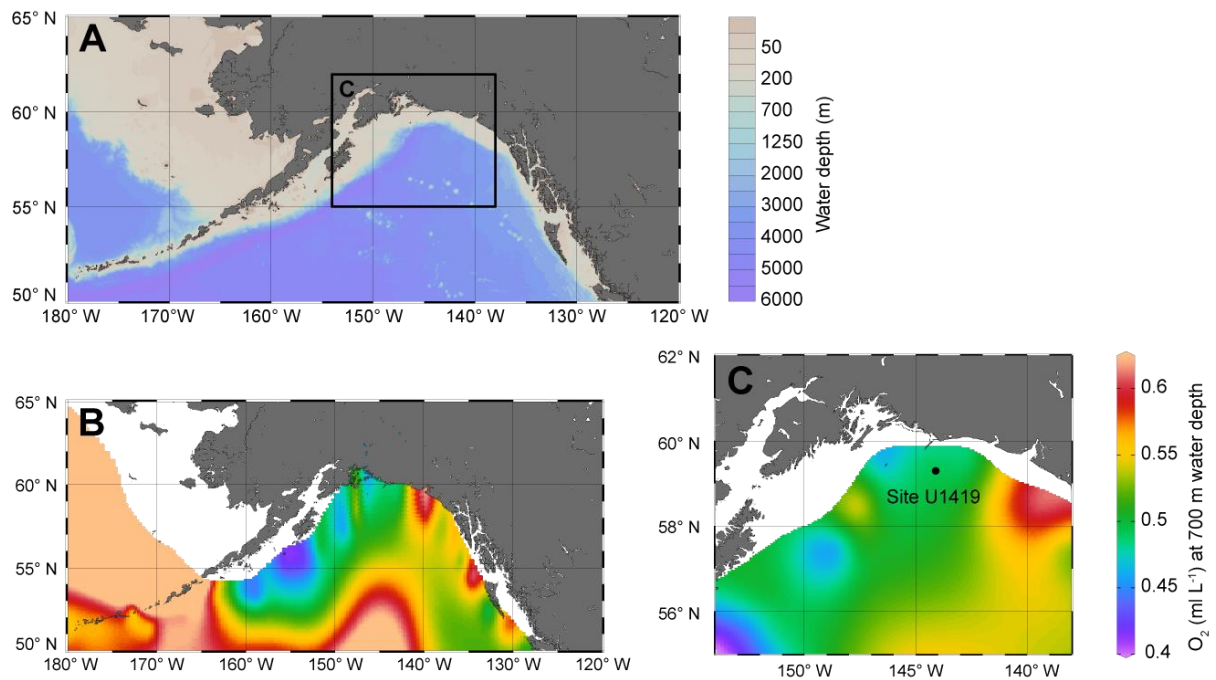 A
C
65° N
60° N
55° N
50° N
180° W 170° W 160° W 150° W 140° W 130° W 120° W
50
200
700
1250
2000
3000
4000
5000
6000
Water depth (m)
B
65° N
60° N
55° N
50° N
180° W 170° W 160° W 150° W 140° W 130° W 120° W
C
62° N
60° N
58° N
56° N
Site U1419
150° W 145° W 140° W
0.6
0.55
0.5
0.45
0.4
O₂ (ml L⁻¹) at 700 m water depth